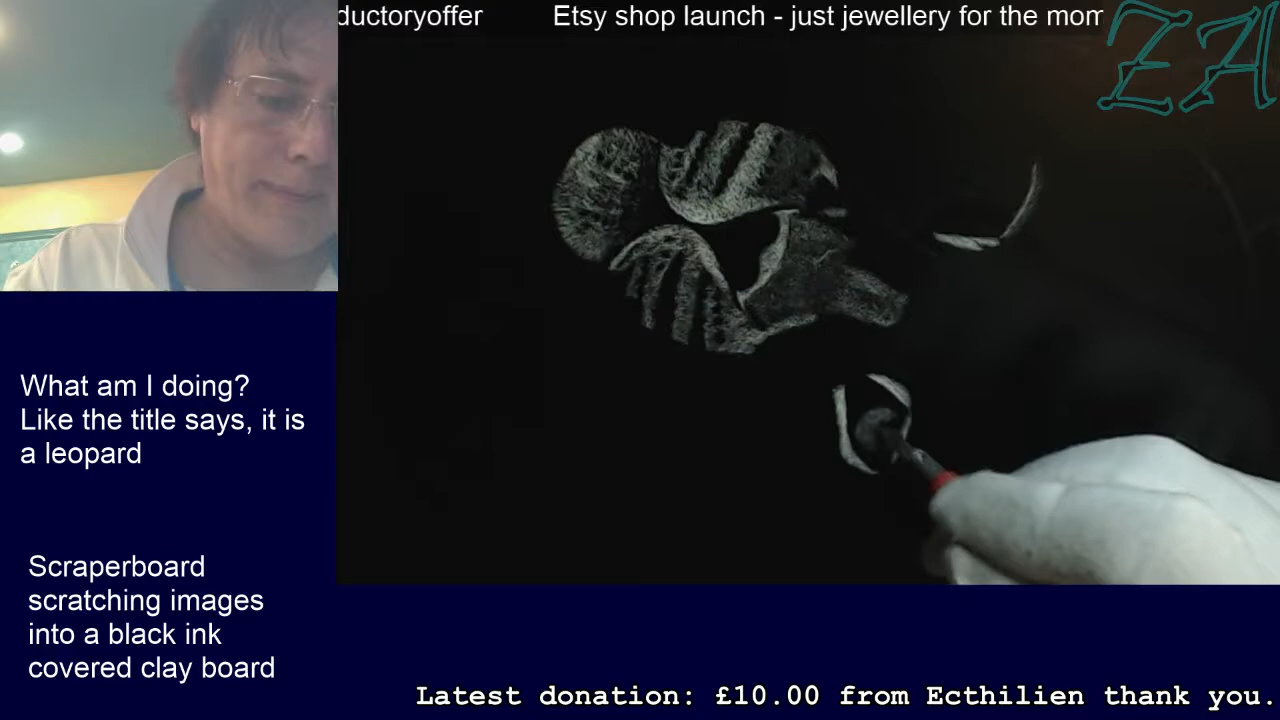 ductoryoffer Etsy shop launch - just jewellery for the mom
ZA
What am I doing?
Like the title says, it is
a leopard
Scraperboard
scratching images
into a black ink
covered clay board
Latest donation: £10.00 from Ecthilien thank you.